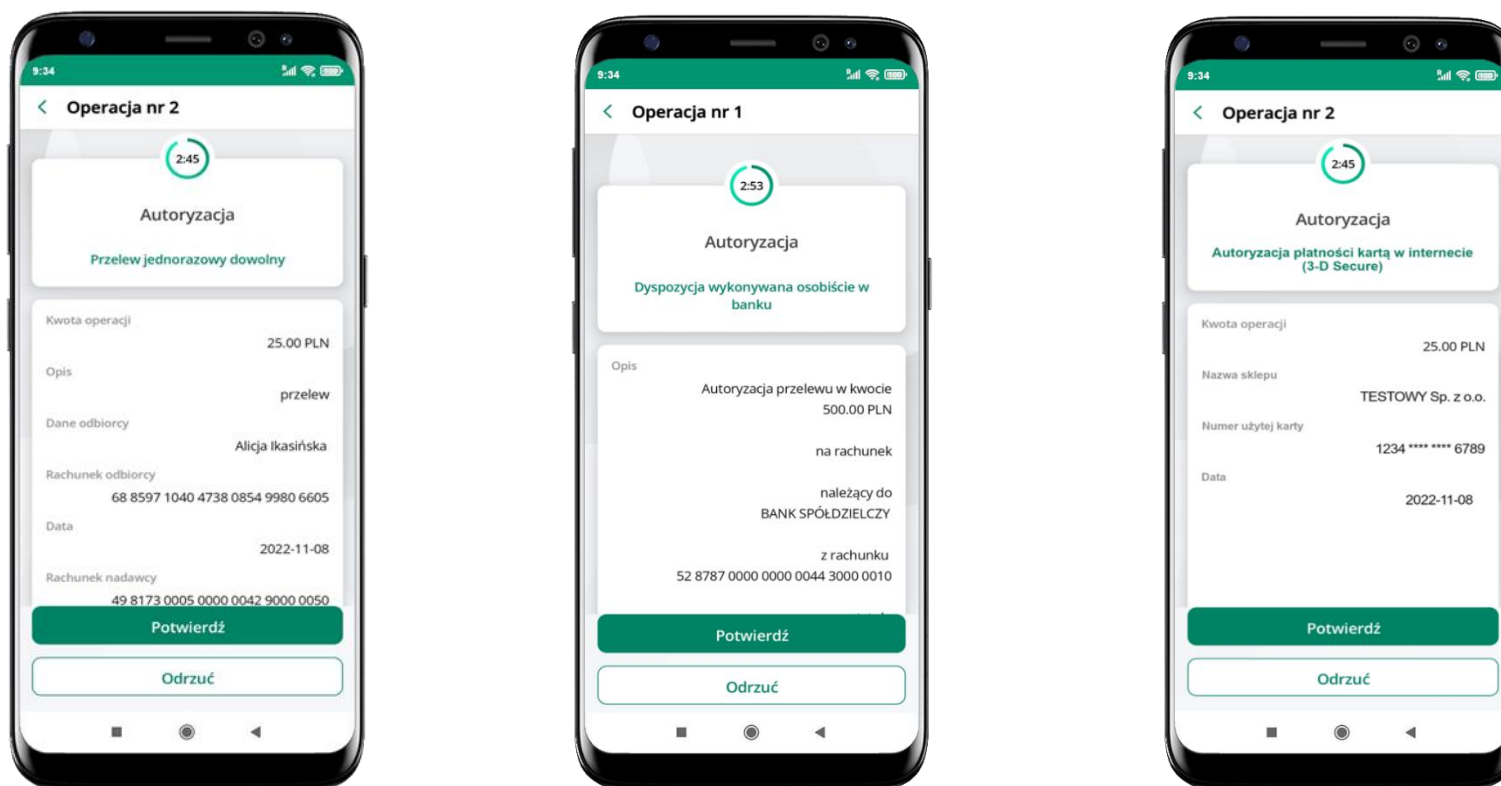 9:34
Operacja nr 2
2:45
Autoryzacja
Przelew jednorazowy dowolny
Kwota operacji
25.00 PLN
Opis
przelew
Dane odbiorcy
Alicja Ikasińska
Rachunek odbiorcy
68 8597 1040 4738 0854 9980 6605
Data
2022-11-08
Rachunek nadawcy
49 8173 0005 0000 0042 9000 0050
Potwierdź
Odrzuć
9:34
Operacja nr 1
2:53
Autoryzacja
Dyspozycja wykonywana osobiście w
banku
Opis
Autoryzacja przelewu w kwocie
500.00 PLN
na rachunek
należący do
BANK SPÓŁDZIELCZY
z rachunku
52 8787 0000 0000 0044 3000 0010
Potwierdź
Odrzuć
9:34
Operacja nr 2
2:45
Autoryzacja
Autoryzacja płatności kartą w internecie
(3-D Secure)
Kwota operacji
25.00 PLN
Nazwa sklepu
TESTOWY Sp. z o.o.
Numer użytej karty
1234 **** **** 6789
Data
2022-11-08
Potwierdź
Odrzuć